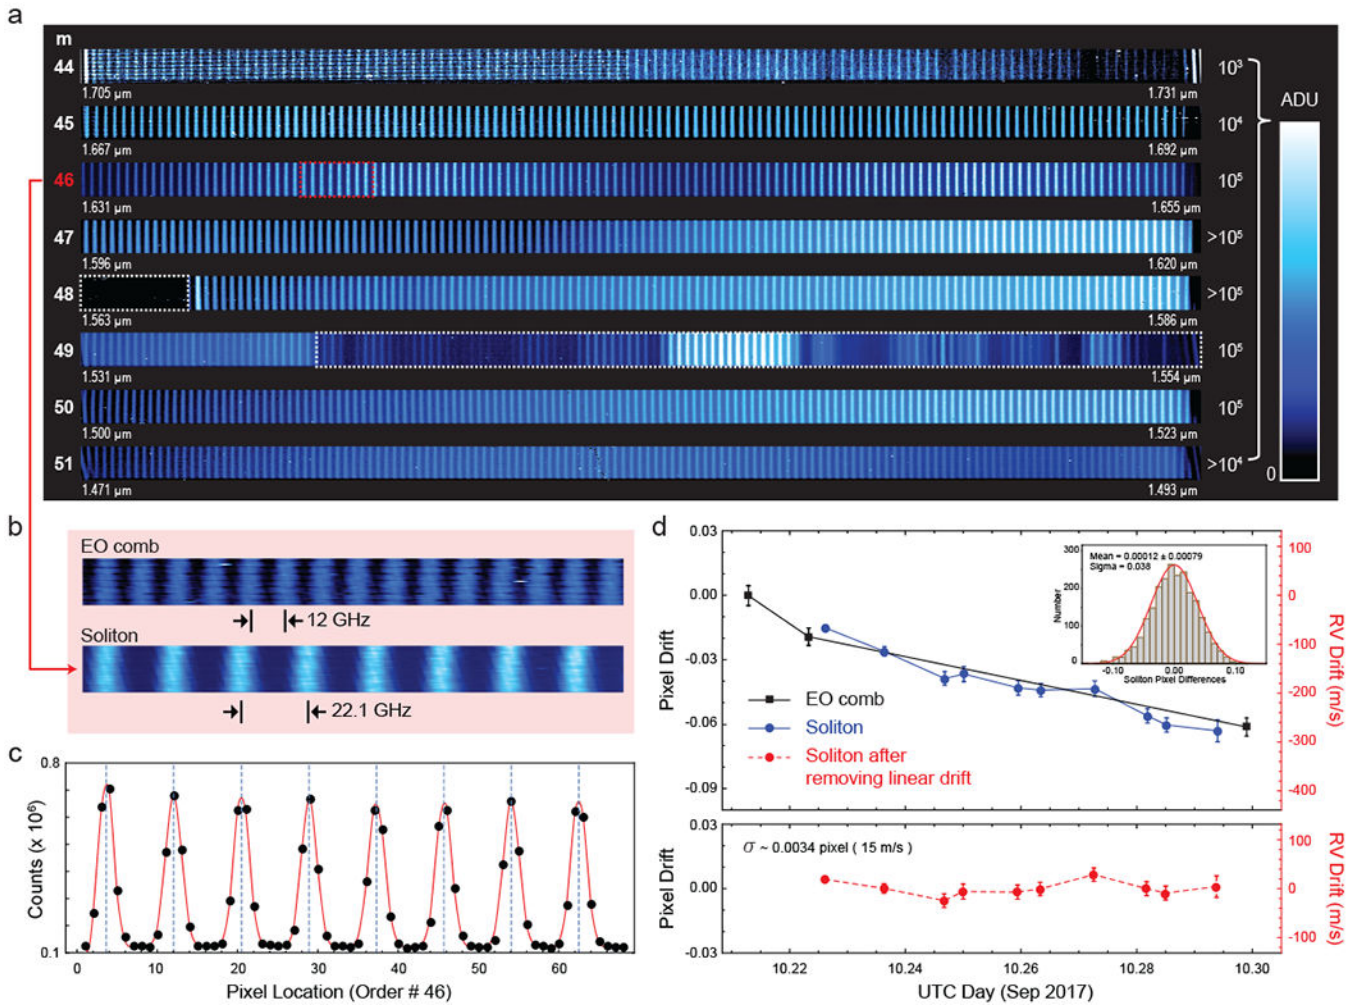 a
m
44
1.705 µm
1.731 µm
10³
45
1.667 µm
1.692 µm
10⁴
46
1.631 µm
1.655 µm
10⁵
47
1.596 µm
1.620 µm
>10⁵
48
1.563 µm
1.586 µm
>10⁵
49
1.531 µm
1.554 µm
10⁵
50
1.500 µm
1.523 µm
10⁵
51
1.471 µm
1.493 µm
>10⁴
ADU
0
b
EO comb
12 GHz
Soliton
22.1 GHz
c
Counts (x 10⁶)
0.8
0.1
0 10 20 30 40 50 60
Pixel Location (Order # 46)
d
Pixel Drift
0.03
0.00
-0.03
-0.06
-0.09
EO comb
Soliton
Soliton after
removing linear drift
Mean = 0.00012 ± 0.00079
Sigma = 0.038
Number
300
200
100
0
-0.10 0.00 0.10
Soliton Pixel Differences
RV Drift (m/s)
100
0
-100
-200
-300
-400
Pixel Drift
0.03
0.00
-0.03
σ ~ 0.0034 pixel ( 15 m/s )
RV Drift (m/s)
100
0
-100
10.22 10.24 10.26 10.28 10.30
UTC Day (Sep 2017)